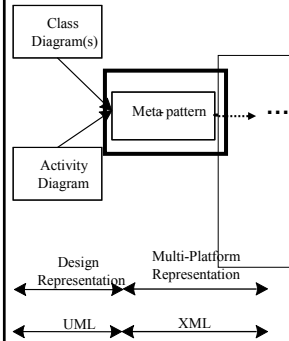 Class
Diagram(s)
Meta-pattern
...
Activity
Diagram
Design
Representation
Multi-Platform
Representation
UML
XML